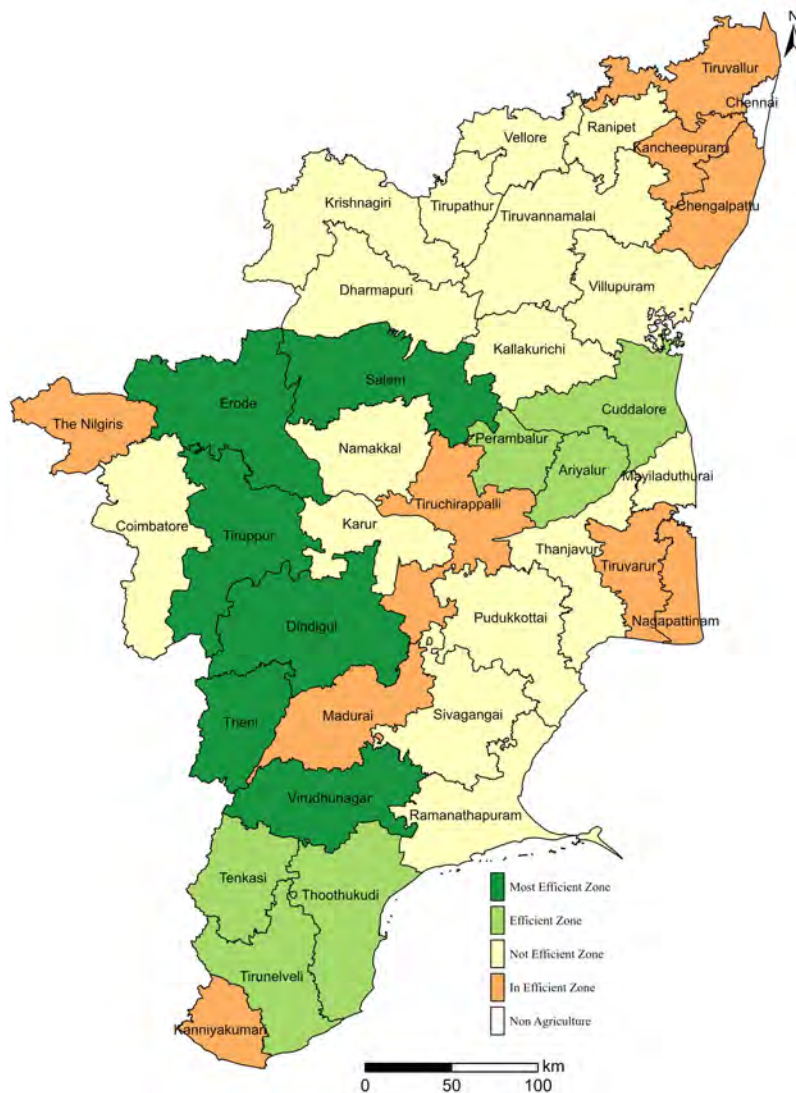 N
Tiruvallur
Chennai
Ranipet
Vellore
Kancheepuram
Krishnagiri
Tirupathur
Chengalpattu
Tiruvannamalai
Villupuram
Dharmapuri
Kallakurichi
Salem
Erode
Cuddalore
The Nilgiris
Perambalur
Namakkal
Ariyalur
Mayiladuthurai
Tiruchirappalli
Coimbatore
Karur
Tiruppur
Thanjavur
Tiruvarur
Pudukkottai
Nagapattinam
Dindigul
Theni
Madurai
Sivagangai
Virudhunagar
Ramanathapuram
Tenkasi
Thoothukudi
Tirunelveli
Kanniyakumari
Most Efficient Zone
Efficient Zone
Not Efficient Zone
In Efficient Zone
Non Agriculture
km
0 50 100